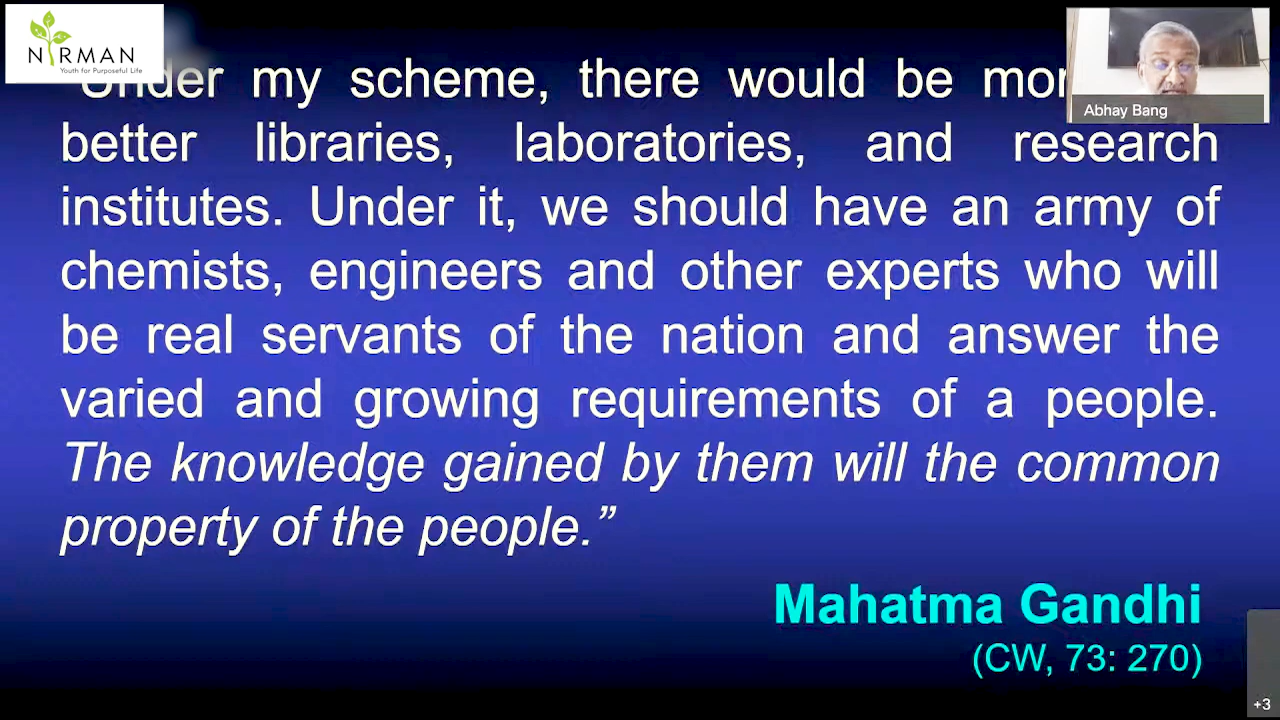 NIRMAN
Youth for Purposeful Life
Abhay Bang
"Under my scheme, there would be
better libraries, laboratories, and research
institutes. Under it, we should have an army of
chemists, engineers and other experts who will
be real servants of the nation and answer the
varied and growing requirements of a people.
The knowledge gained by them will the common
property of the people.”
Mahatma Gandhi
(CW, 73: 270)
+3